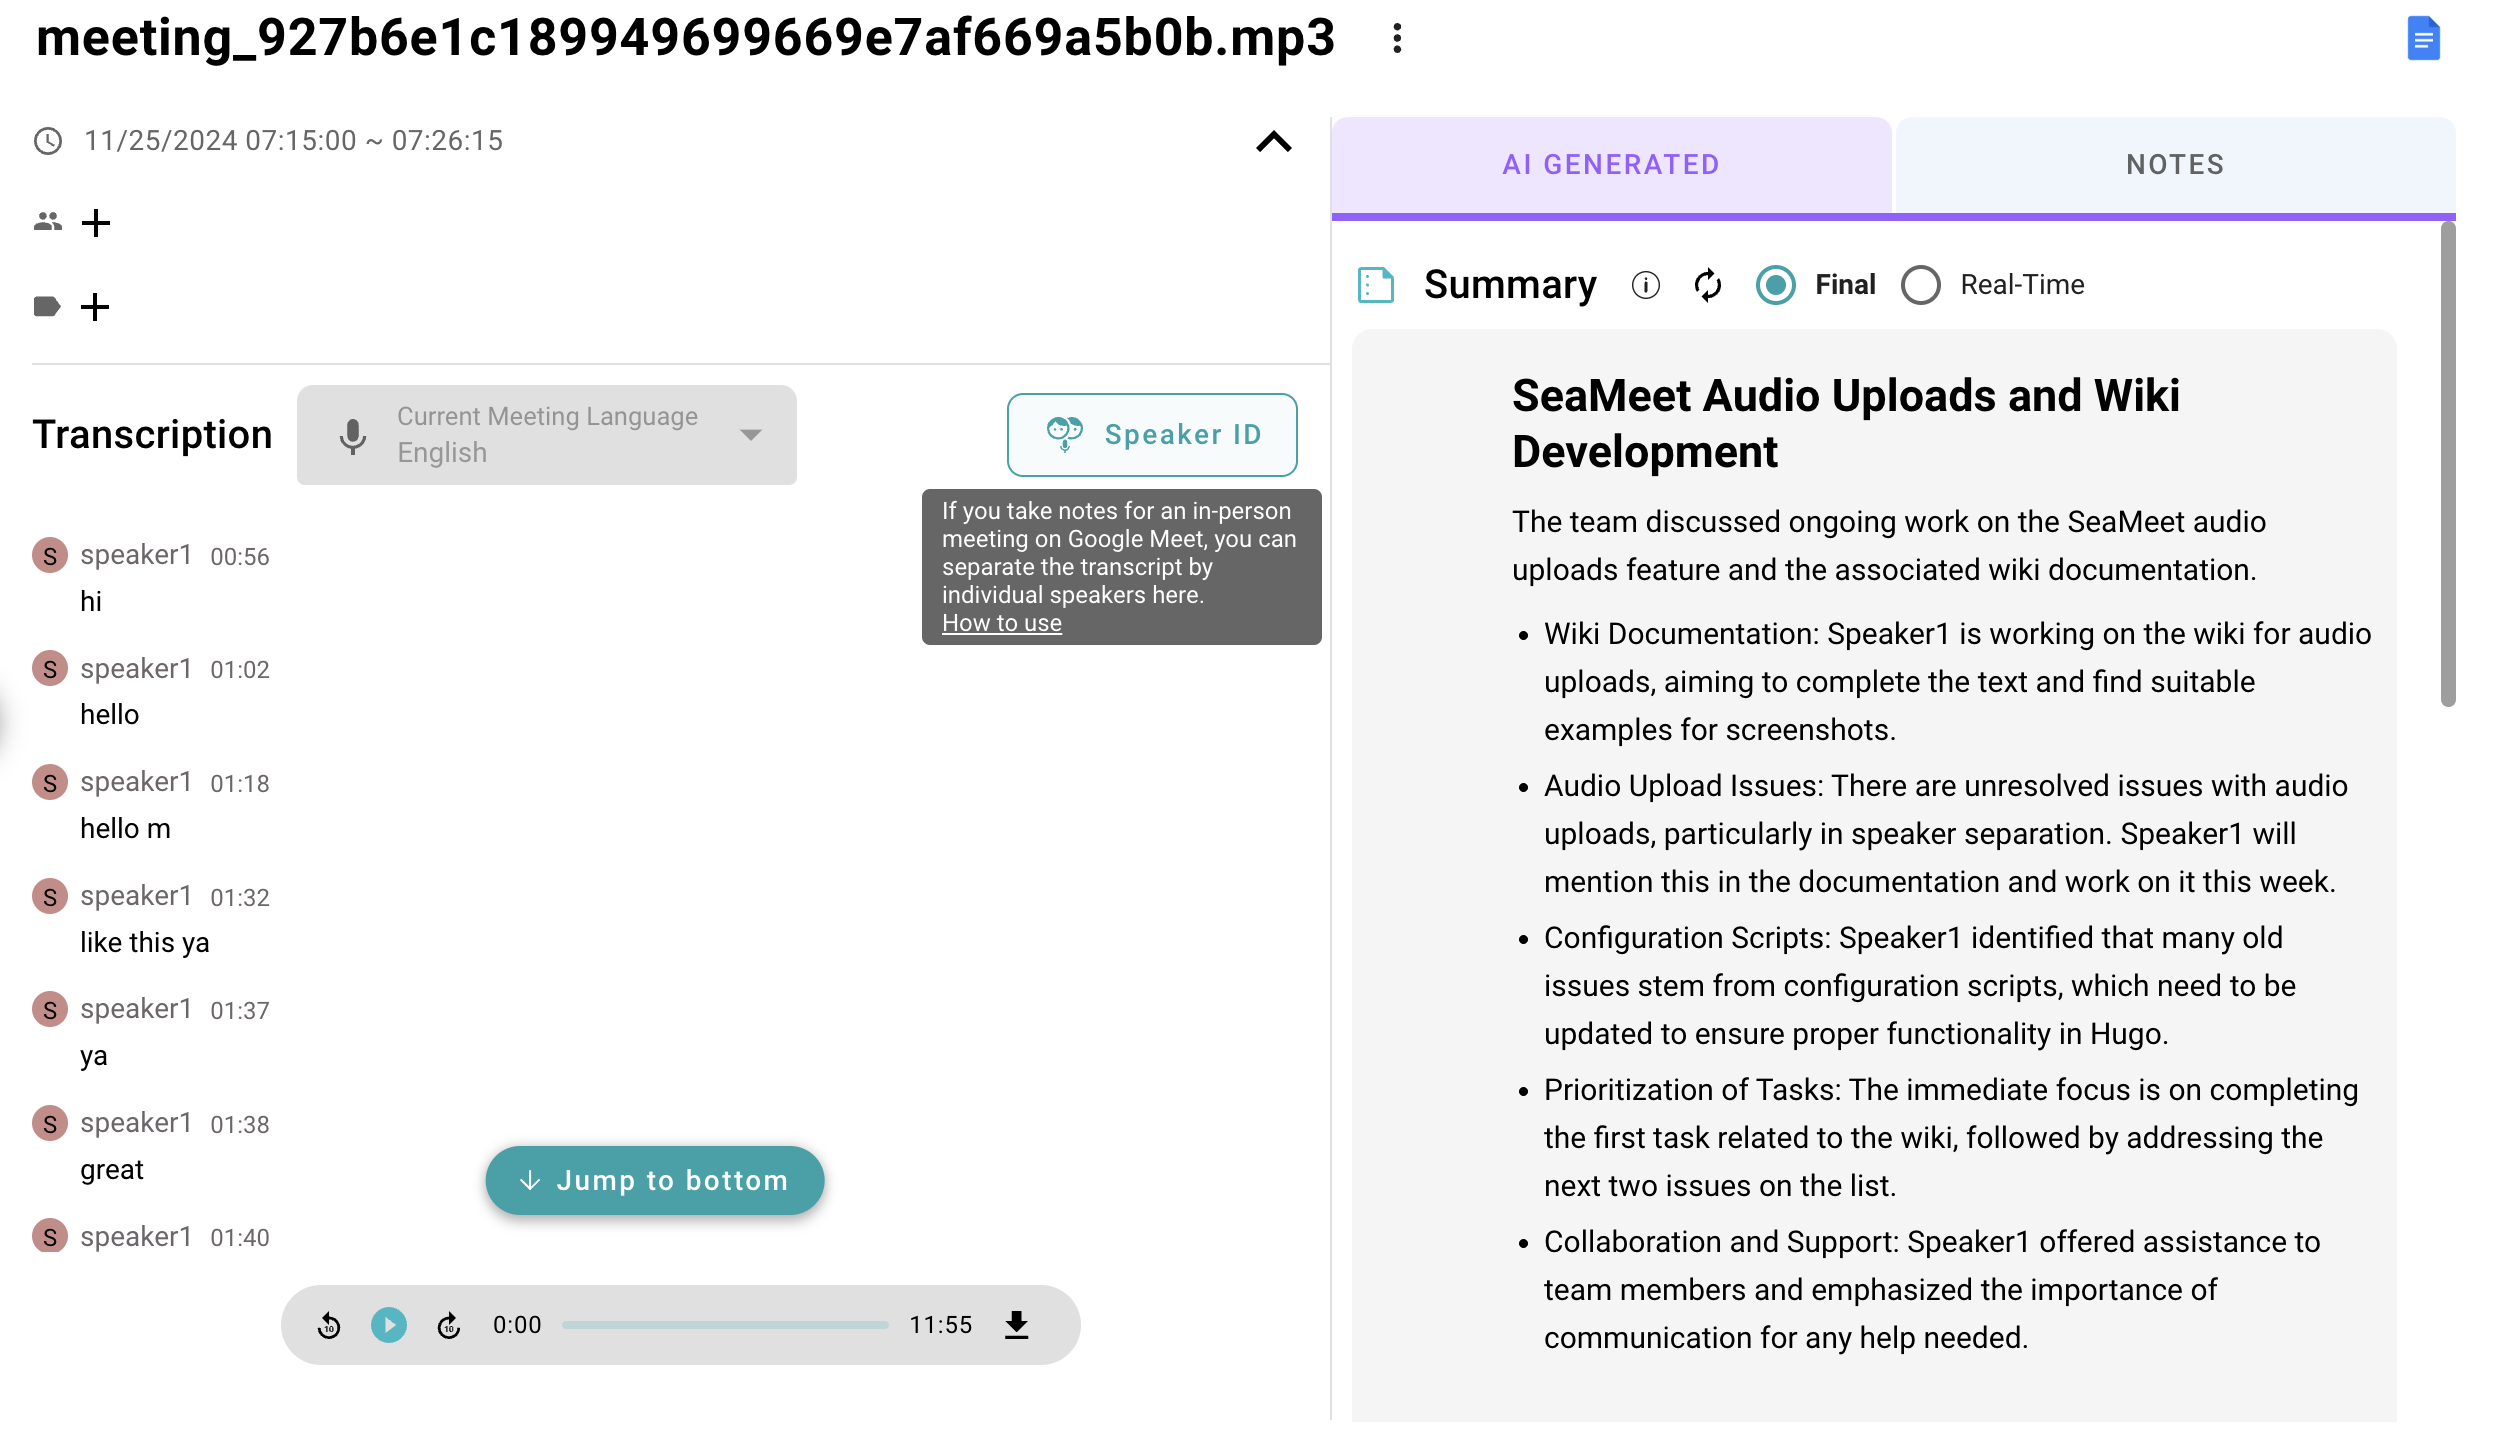 meeting_927b6e1c189949699669e7af669a5b0b.mp3
11/25/2024 07:15:00 ~ 07:26:15
Transcription
Current Meeting Language
English
Speaker ID
If you take notes for an in-person
meeting on Google Meet, you can
separate the transcript by
individual speakers here.
How to use
S speaker1 00:56
hi
S speaker1 01:02
hello
S speaker1 01:18
hello m
S speaker1 01:32
like this ya
S speaker1 01:37
ya
S speaker1 01:38
great
S speaker1 01:40
Jump to bottom
10 10 0:00 11:55
AI GENERATED
NOTES
Summary Final Real-Time
SeaMeet Audio Uploads and Wiki
Development
The team discussed ongoing work on the SeaMeet audio
uploads feature and the associated wiki documentation.
• Wiki Documentation: Speaker1 is working on the wiki for audio
uploads, aiming to complete the text and find suitable
examples for screenshots.
• Audio Upload Issues: There are unresolved issues with audio
uploads, particularly in speaker separation. Speaker1 will
mention this in the documentation and work on it this week.
• Configuration Scripts: Speaker1 identified that many old
issues stem from configuration scripts, which need to be
updated to ensure proper functionality in Hugo.
• Prioritization of Tasks: The immediate focus is on completing
the first task related to the wiki, followed by addressing the
next two issues on the list.
• Collaboration and Support: Speaker1 offered assistance to
team members and emphasized the importance of
communication for any help needed.